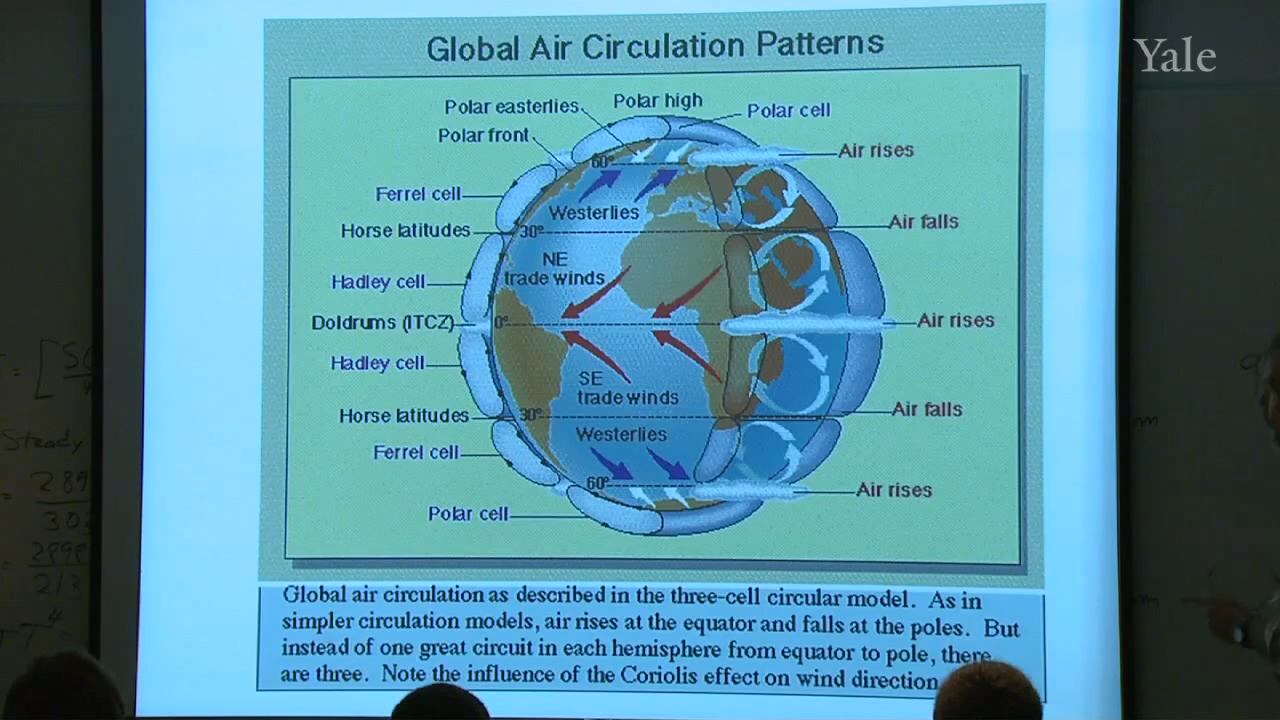 Yale
Global Air Circulation Patterns
Polar easterlies
Polar high
Polar cell
Polar front
Air rises
60°
Ferrel cell
Westerlies
Air falls
Horse latitudes
30°
NE
trade winds
Hadley cell
Doldrums (ITCZ)
0°
Air rises
Hadley cell
SE
trade winds
Horse latitudes
30°
Air falls
Westerlies
Ferrel cell
60°
Air rises
Polar cell
Global air circulation as described in the three-cell circular model. As in
simpler circulation models, air rises at the equator and falls at the poles. But
instead of one great circuit in each hemisphere from equator to pole, there
are three. Note the influence of the Coriolis effect on wind direction
Steady